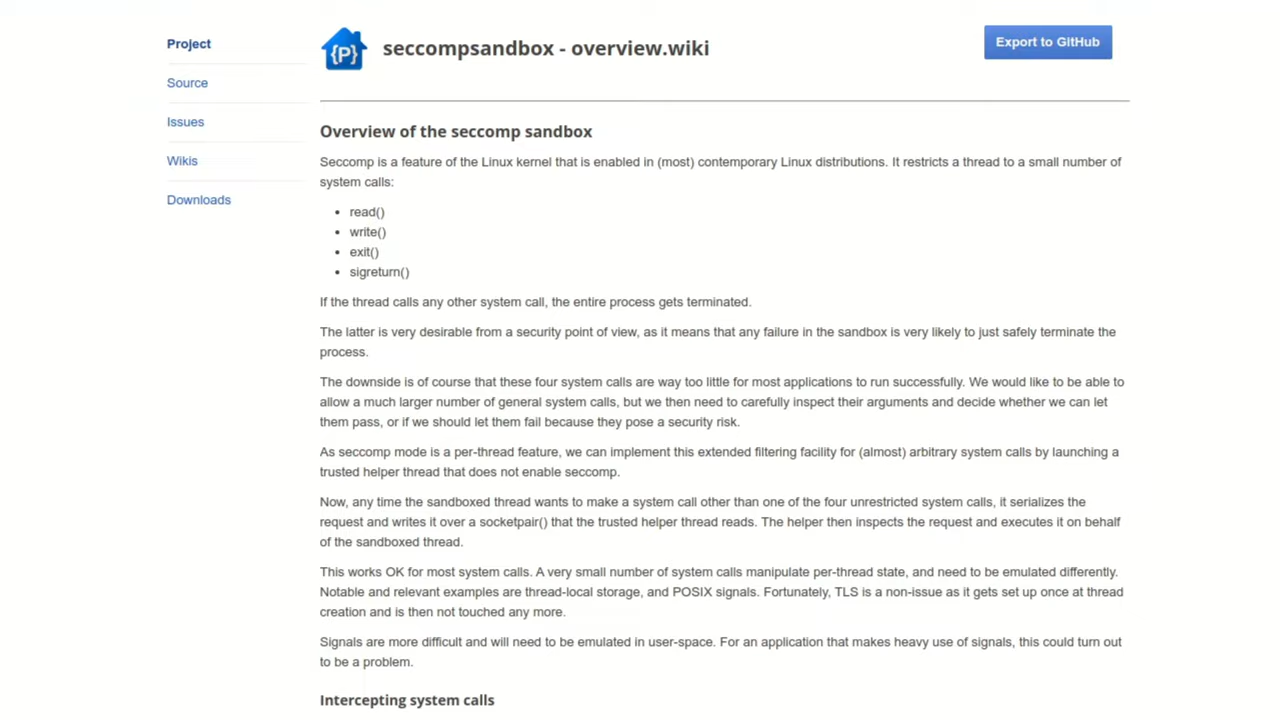 Project
Source
Issues
Wikis
Downloads
{P}
seccompsandbox - overview.wiki
Export to GitHub
Overview of the seccomp sandbox
Seccomp is a feature of the Linux kernel that is enabled in (most) contemporary Linux distributions. It restricts a thread to a small number of
system calls:
• read()
• write()
• exit()
• sigreturn()
If the thread calls any other system call, the entire process gets terminated.
The latter is very desirable from a security point of view, as it means that any failure in the sandbox is very likely to just safely terminate the
process.
The downside is of course that these four system calls are way too little for most applications to run successfully. We would like to be able to
allow a much larger number of general system calls, but we then need to carefully inspect their arguments and decide whether we can let
them pass, or if we should let them fail because they pose a security risk.
As seccomp mode is a per-thread feature, we can implement this extended filtering facility for (almost) arbitrary system calls by launching a
trusted helper thread that does not enable seccomp.
Now, any time the sandboxed thread wants to make a system call other than one of the four unrestricted system calls, it serializes the
request and writes it over a socketpair() that the trusted helper thread reads. The helper then inspects the request and executes it on behalf
of the sandboxed thread.
This works OK for most system calls. A very small number of system calls manipulate per-thread state, and need to be emulated differently.
Notable and relevant examples are thread-local storage, and POSIX signals. Fortunately, TLS is a non-issue as it gets set up once at thread
creation and is then not touched any more.
Signals are more difficult and will need to be emulated in user-space. For an application that makes heavy use of signals, this could turn out
to be a problem.
Intercepting system calls